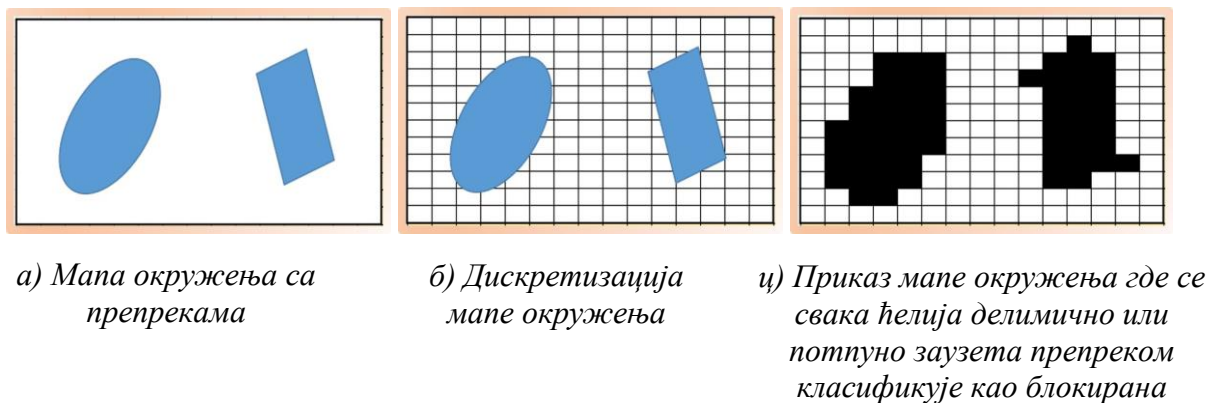 а) Мапа окружења са
препрекама
б) Дискретизација
мапе окружења
ц) Приказ мапе окружења где се
свака ћелија делимично или
потпуно заузета препреком
класификује као блокирана